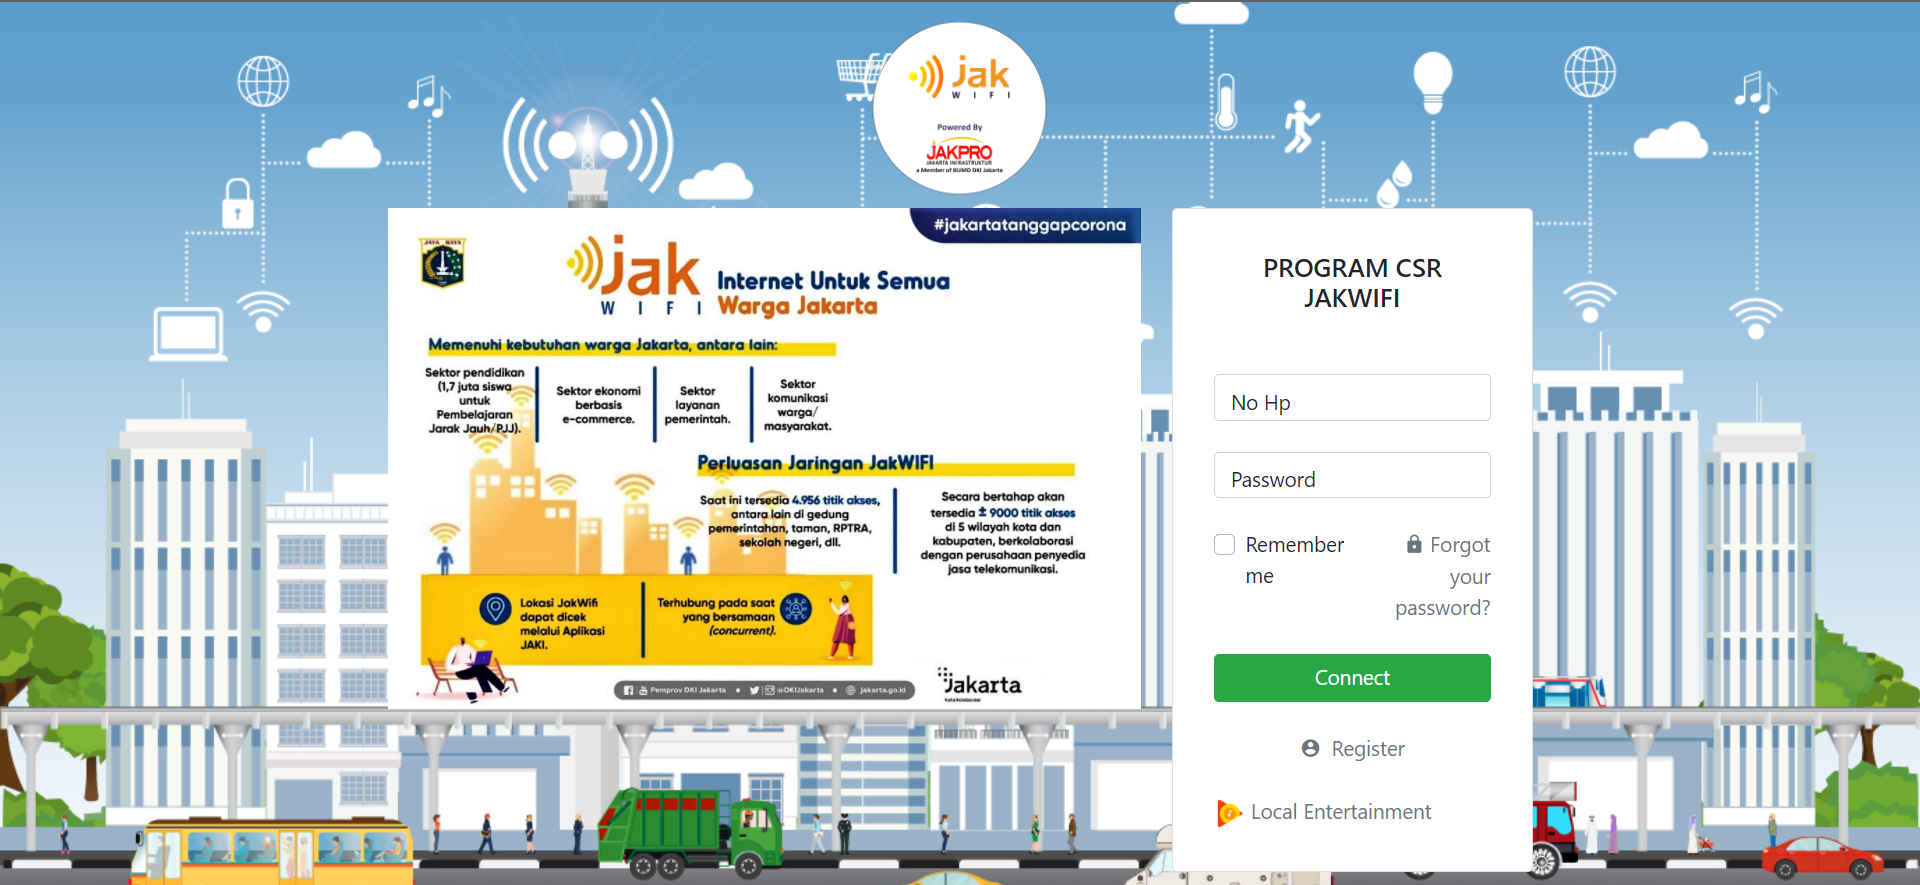 jak
WIFI
Powered By
JAKPRO
JAKARTA INFRASTRUKTUR
a Member of BUMD DKI Jakarta
#jakartatanggapcorona
JAYA RAYA
jak
WIFI
Internet Untuk Semua
Warga Jakarta
Memenuhi kebutuhan warga Jakarta, antara lain:
Sektor pendidikan
(1,7 juta siswa
untuk
Pembelajaran
Jarak Jauh/PJJ).
Sektor ekonomi
berbasis
e-commerce.
Sektor
layanan
pemerintah.
Sektor
komunikasi
warga/
masyarakat.
Perluasan Jaringan JakWIFI
Saat ini tersedia 4.956 titik akses,
antara lain di gedung
pemerintahan, taman, RPTRA,
sekolah negeri, dll.
Secara bertahap akan
tersedia ± 9000 titik akses
di 5 wilayah kota dan
kabupaten, berkolaborasi
dengan perusahaan penyedia
jasa telekomunikasi.
Lokasi JakWifi
dapat dicek
melalui Aplikasi
JAKI.
Terhubung pada saat
yang bersamaan
(concurrent).
Pemprov DKI Jakarta
@DKIJakarta
jakarta.go.id
Jakarta
kota kolaborasi
PROGRAM CSR
JAKWIFI
No Hp
Password
Remember
me
Forgot
your
password?
Connect
Register
Local Entertainment